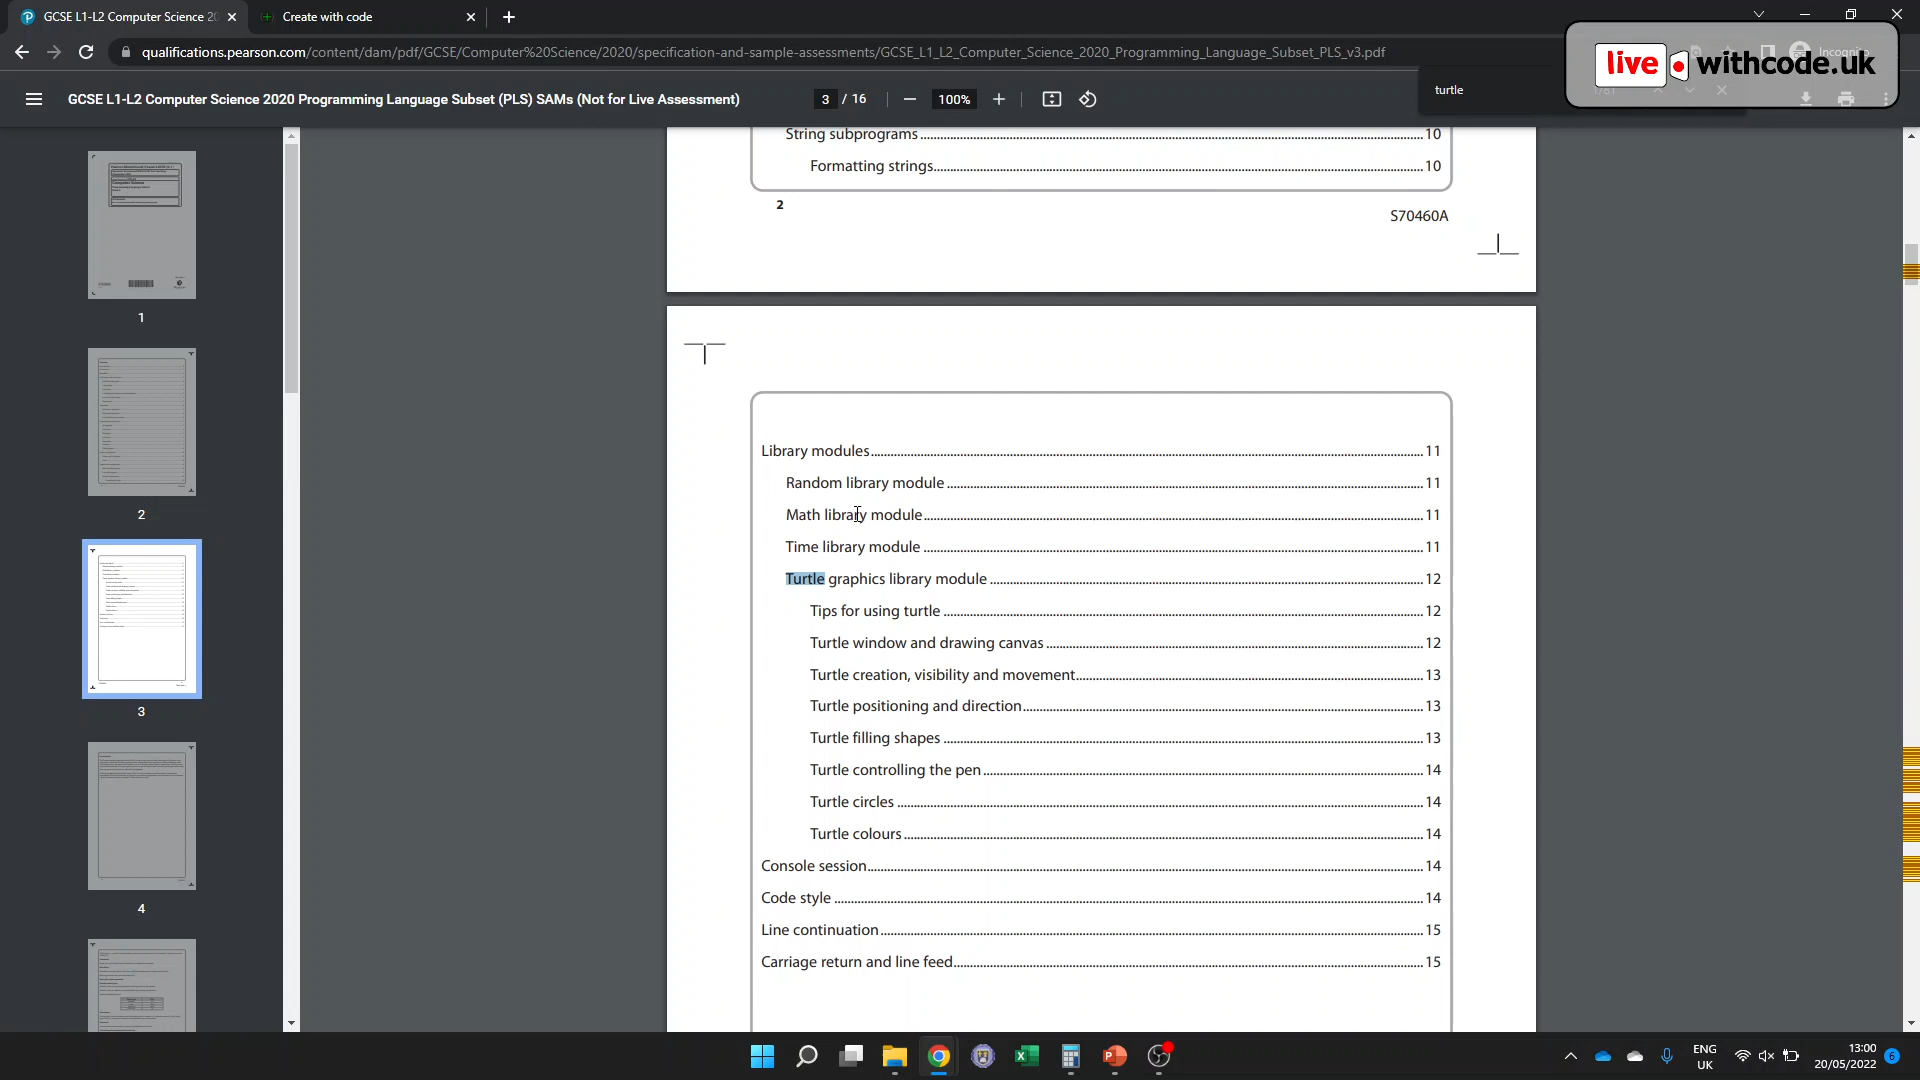 GCSE L1-L2 Computer Science 20
Create with code
qualifications.pearson.com/content/dam/pdf/GCSE/Computer%20Science/2020/specification-and-sample-assessments/GCSE_L1_L2_Computer_Science_2020_Programming_Language_Subset_PLS_v3.pdf
Incognito
live withcode.uk
GCSE L1-L2 Computer Science 2020 Programming Language Subset (PLS) SAMs (Not for Live Assessment)
3 / 16
100%
turtle
1/61
String subprograms 10
Formatting strings 10
2
S70460A
1
2
3
4
Library modules 11
Random library module 11
Math library module 11
Time library module 11
Turtle graphics library module 12
Tips for using turtle 12
Turtle window and drawing canvas 12
Turtle creation, visibility and movement 13
Turtle positioning and direction 13
Turtle filling shapes 13
Turtle controlling the pen 14
Turtle circles 14
Turtle colours 14
Console session 14
Code style 14
Line continuation 15
Carriage return and line feed 15
ENG
UK
13:00
20/05/2022
6